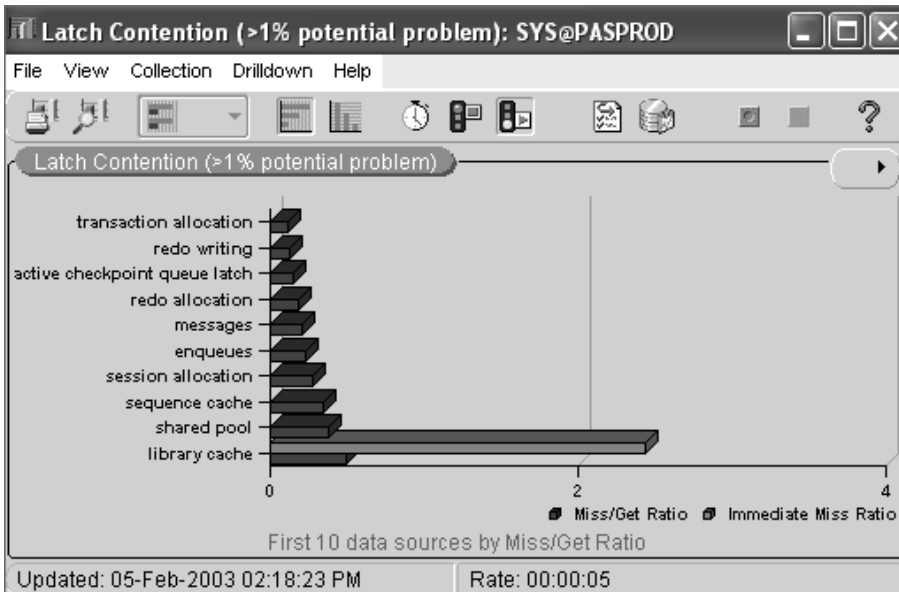 Latch Contention (>1% potential problem): SYS@PASPROD
File View Collection Drilldown Help
?
Latch Contention (>1% potential problem)
transaction allocation
redo writing
active checkpoint queue latch
redo allocation
messages
enqueues
session allocation
sequence cache
shared pool
library cache
0 2 4
Miss/Get Ratio Immediate Miss Ratio
First 10 data sources by Miss/Get Ratio
Updated: 05-Feb-2003 02:18:23 PM Rate: 00:00:05